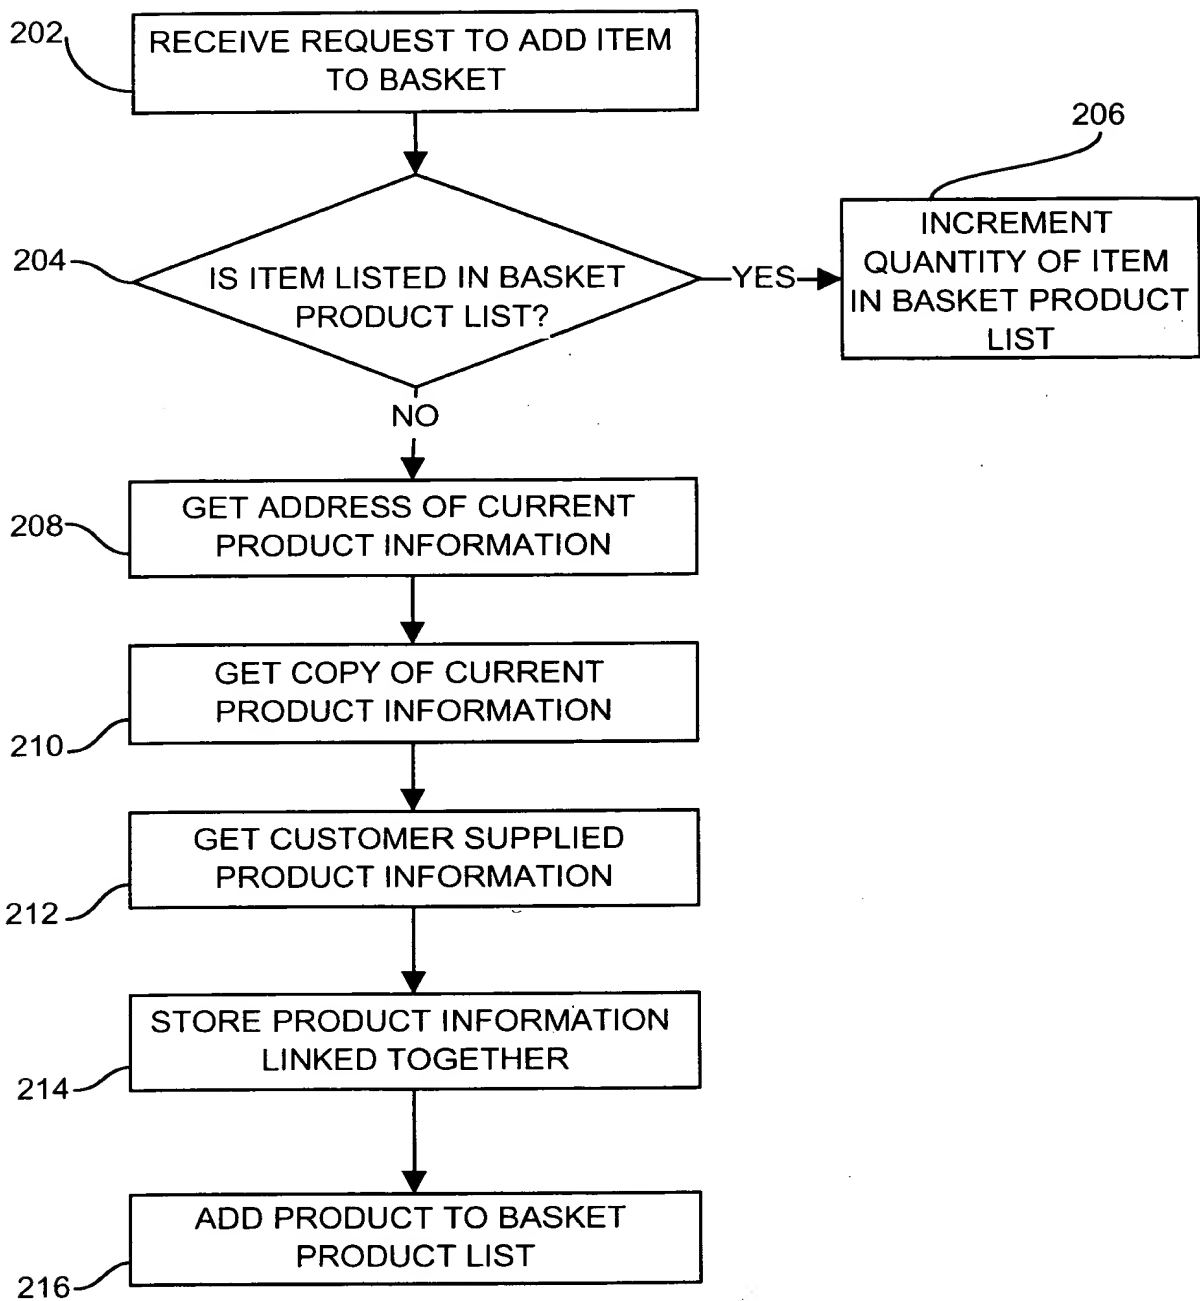 202
RECEIVE REQUEST TO ADD ITEM
TO BASKET
206
INCREMENT
QUANTITY OF ITEM
IN BASKET PRODUCT
LIST
204
IS ITEM LISTED IN BASKET
PRODUCT LIST?
YES
NO
208
GET ADDRESS OF CURRENT
PRODUCT INFORMATION
210
GET COPY OF CURRENT
PRODUCT INFORMATION
212
GET CUSTOMER SUPPLIED
PRODUCT INFORMATION
214
STORE PRODUCT INFORMATION
LINKED TOGETHER
216
ADD PRODUCT TO BASKET
PRODUCT LIST